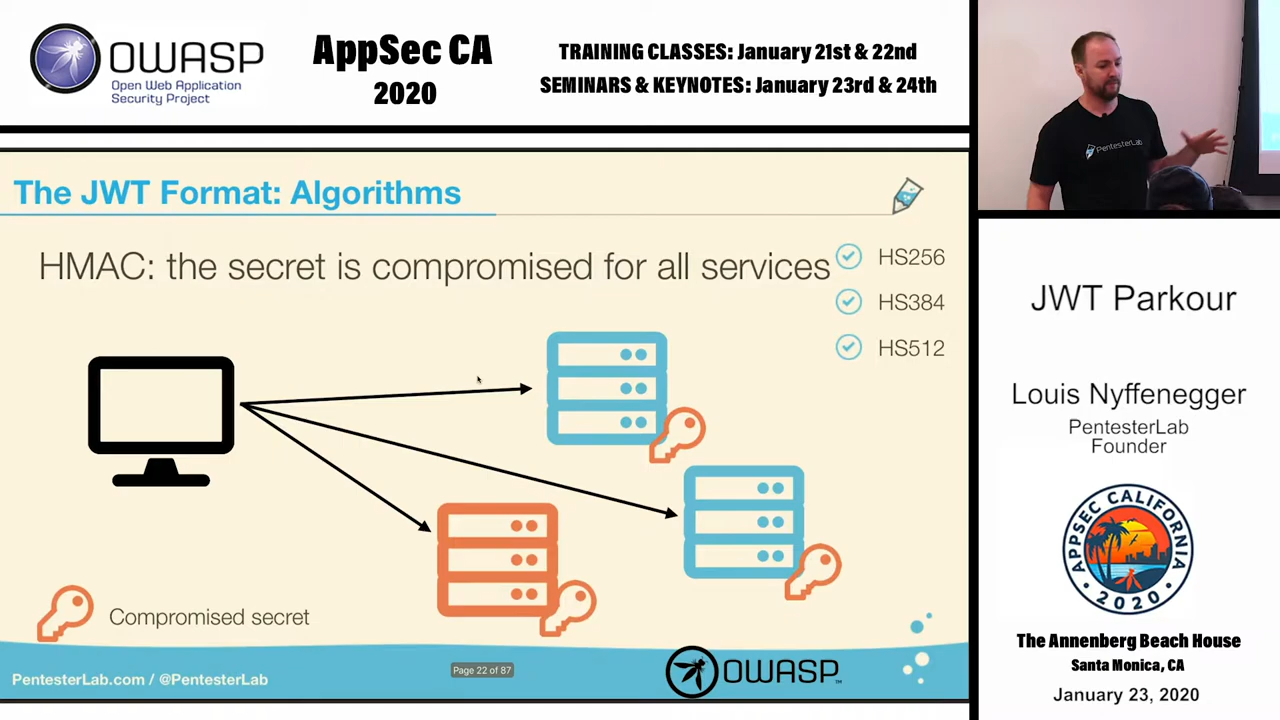 OWASP
Open Web Application
Security Project
AppSec CA
2020
TRAINING CLASSES: January 21st & 22nd
SEMINARS & KEYNOTES: January 23rd & 24th
PentesterLab
The JWT Format: Algorithms
HMAC: the secret is compromised for all services
HS256
HS384
HS512
Compromised secret
PentesterLab.com / @PentesterLab
Page 22 of 87
OWASP
TM
JWT Parkour
Louis Nyffenegger
PentesterLab
Founder
APPSEC CALIFORNIA
2020
The Annenberg Beach House
Santa Monica, CA
January 23, 2020